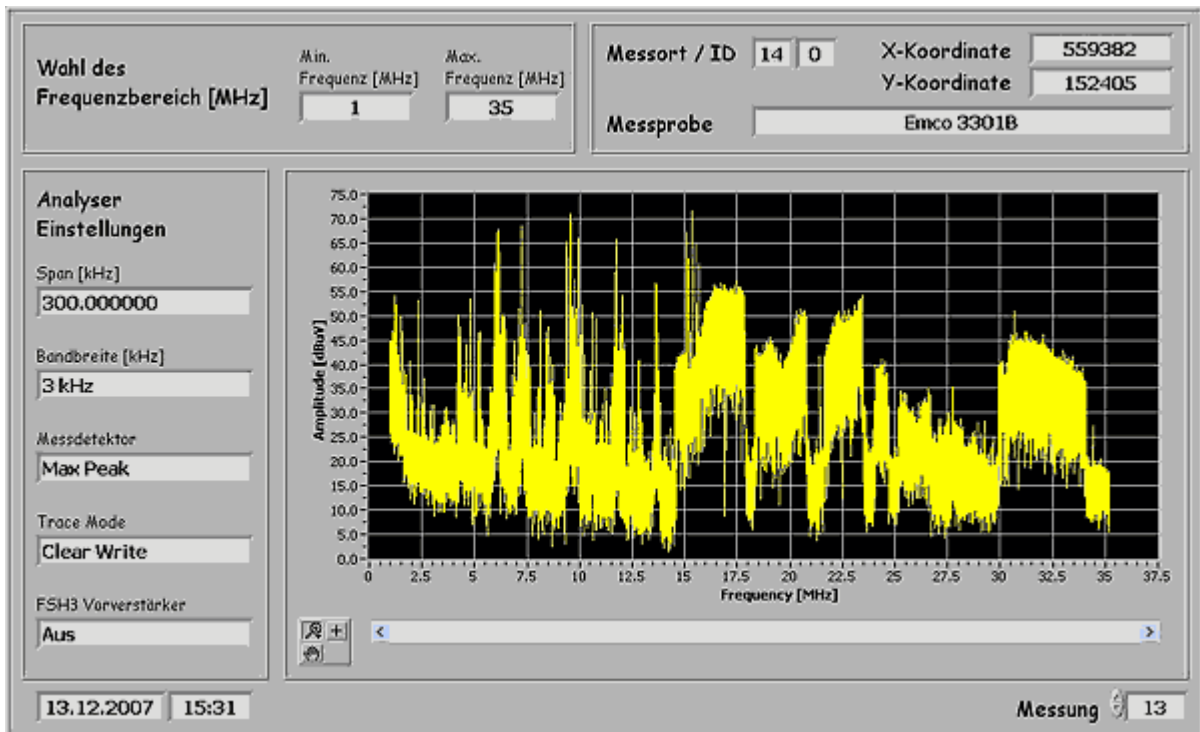 Wahl des
Frequenzbereich [MHz]
Min.
Frequenz [MHz]
1
Max.
Frequenz [MHz]
35
Messort / ID 14 0
X-Koordinate 559382
Y-Koordinate 152405
Messprobe Emco 3301B
Analyser
Einstellungen
Span [kHz]
300.000000
Bandbreite [kHz]
3 kHz
Messdetektor
Max Peak
Trace Mode
Clear Write
FSH3 Vorverstärker
Aus
Amplitude [dBuV]
75.0
70.0
65.0
60.0
55.0
50.0
45.0
40.0
35.0
30.0
25.0
20.0
15.0
10.0
5.0
0.0
0 2.5 5 7.5 10 12.5 15 17.5 20 22.5 25 27.5 30 32.5 35 37.5
Frequency [MHz]
13.12.2007 15:31
Messung 13